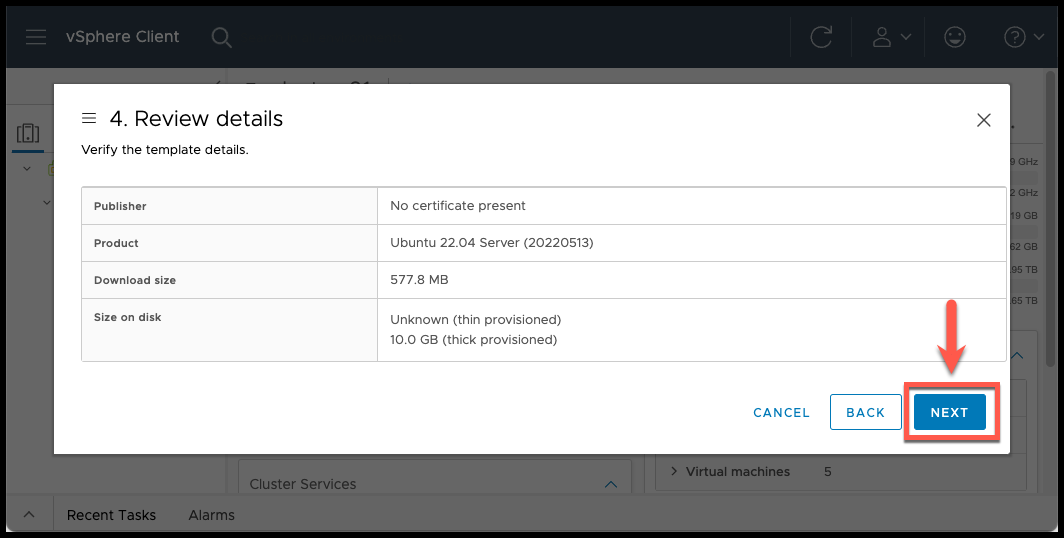 vSphere Client
4. Review details
Verify the template details.
Publisher No certificate present
Product Ubuntu 22.04 Server (20220513)
Download size 577.8 MB
Size on disk Unknown (thin provisioned)
10.0 GB (thick provisioned)
CANCEL BACK NEXT
9 GHz
2 GHz
19 GB
62 GB
.95 TB
.65 TB
Virtual machines 5
Cluster Services
Recent Tasks Alarms